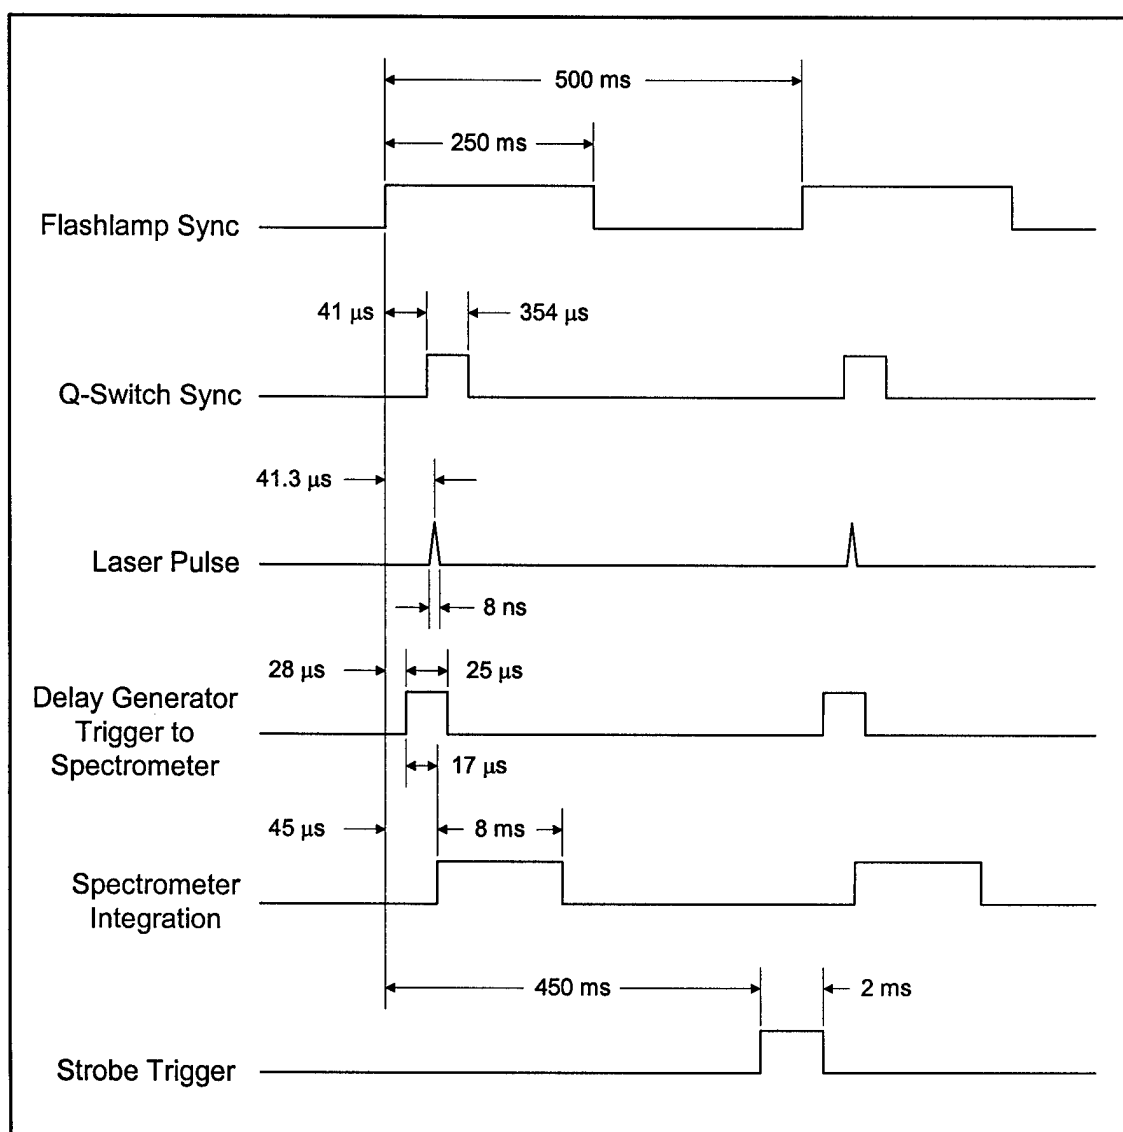 500 ms
250 ms
Flashlamp Sync
41 μs
354 μs
Q-Switch Sync
41.3 μs
Laser Pulse
8 ns
28 μs
25 μs
Delay Generator
Trigger to
Spectrometer
17 μs
45 μs
8 ms
Spectrometer
Integration
450 ms
2 ms
Strobe Trigger